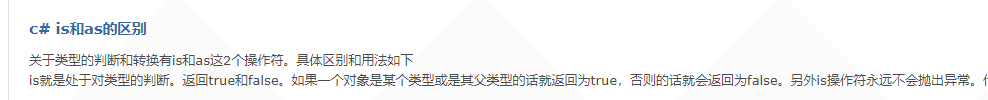 c# is和as的区别
关于类型的判断和转换有is和as这2个操作符。具体区别和用法如下
is就是处于对类型的判断。返回true和false。如果一个对象是某个类型或是其父类型的话就返回为true，否则的话就会返回为false。另外is操作符永远不会抛出异常。